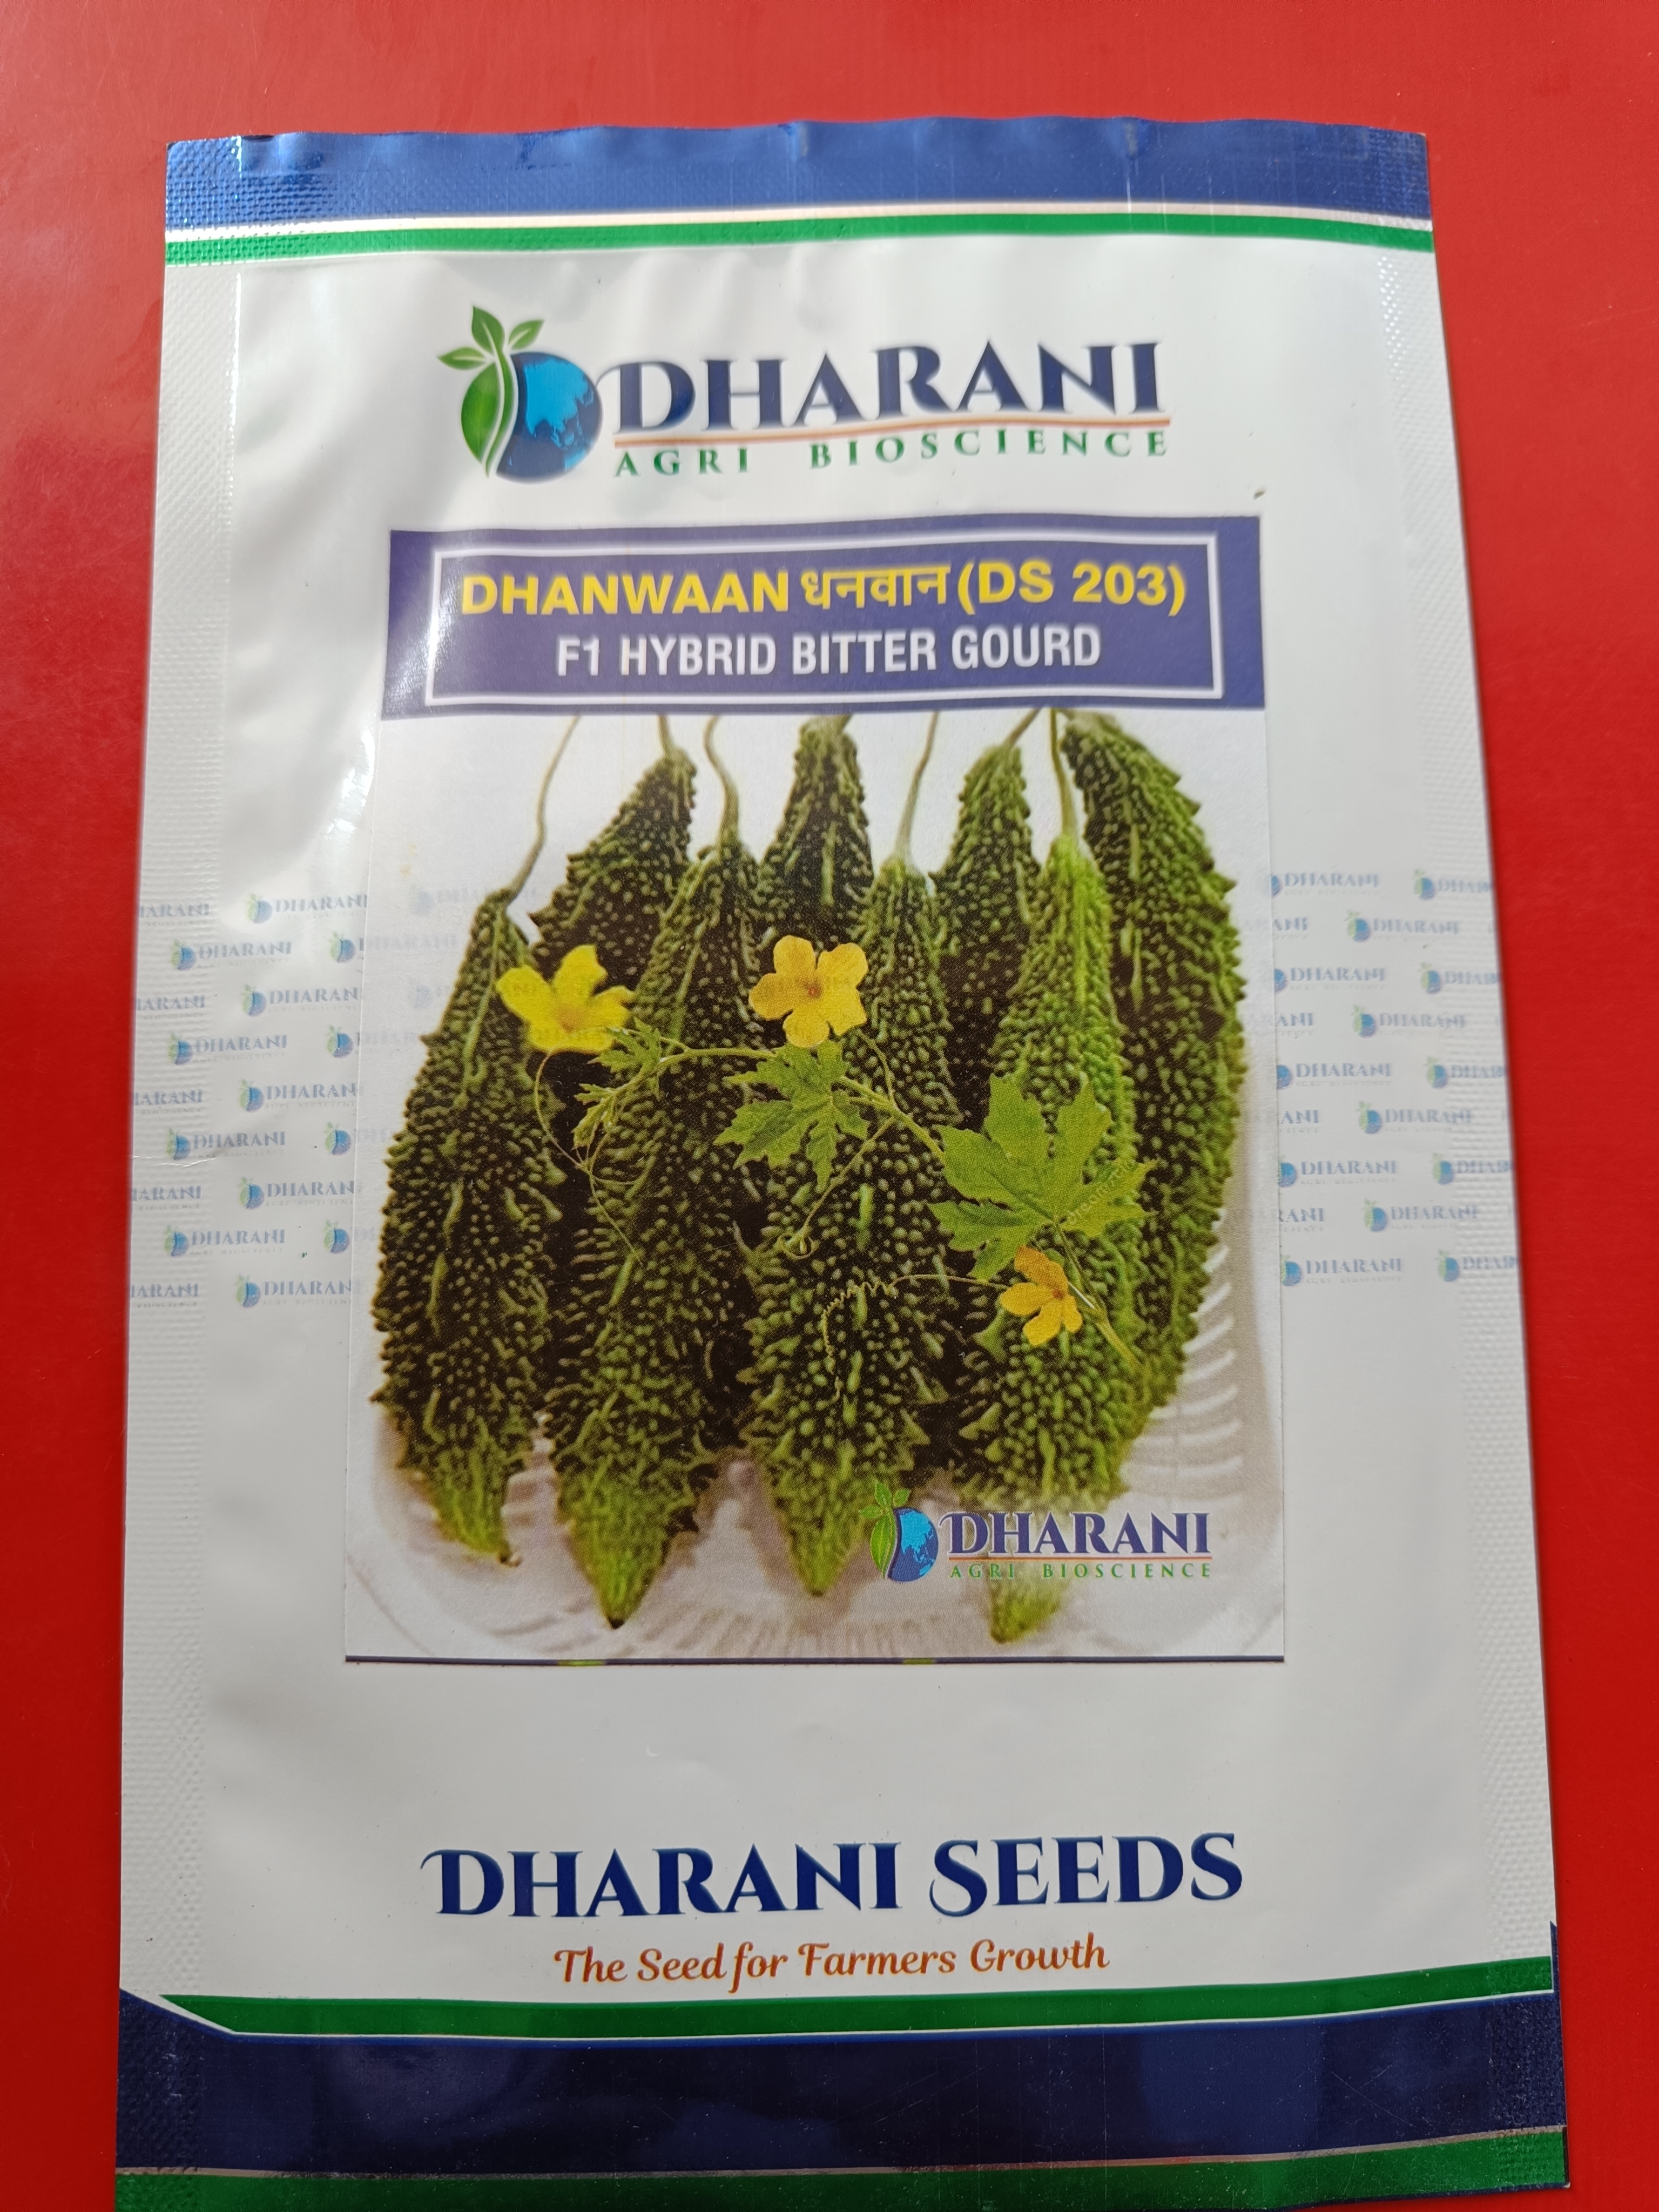 DHARANI
AGRI BIOSCIENCE
DHANWAAN धनवान (DS 203)
F1 HYBRID BITTER GOURD
DHARANI
AGRI BIOSCIENCE
DHARANI SEEDS
The Seed for Farmers Growth